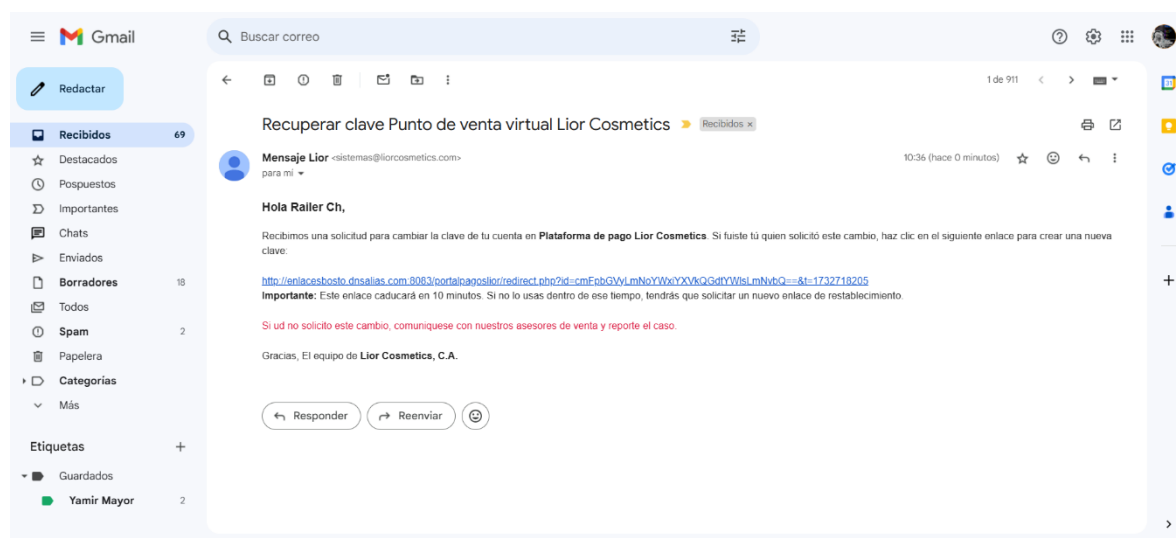 Gmail
Buscar correo
Redactar
1 de 911
Recibidos 69
Destacados
Pospuestos
Importantes
Chats
Enviados
Borradores 18
Todos
Spam 2
Papelera
Categorías
Más
Etiquetas
Guardados
Yamir Mayor 2
Recuperar clave Punto de venta virtual Lior Cosmetics Recibidos x
Mensaje Lior <sistemas@liorcosmetics.com> 10:36 (hace 0 minutos)
para mí
Hola Railer Ch,
Recibimos una solicitud para cambiar la clave de tu cuenta en Plataforma de pago Lior Cosmetics. Si fuiste tú quien solicitó este cambio, haz clic en el siguiente enlace para crear una nueva
clave:
http://enlacesbosto.dnsalias.com:8083/portalpagoslior/redirect.php?id=cmFpbGVyLmNoYWxiYXVkQGdtYWlsLmNvbQ==&t=1732718205
Importante: Este enlace caducará en 10 minutos. Si no lo usas dentro de ese tiempo, tendrás que solicitar un nuevo enlace de restablecimiento.
Si ud no solicito este cambio, comuniquese con nuestros asesores de venta y reporte el caso.
Gracias, El equipo de Lior Cosmetics, C.A.
Responder
Reenviar
31